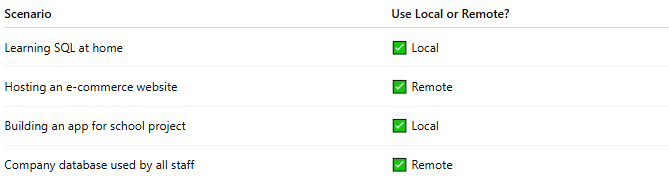 Scenario Use Local or Remote?
Learning SQL at home ✅ Local
Hosting an e-commerce website ✅ Remote
Building an app for school project ✅ Local
Company database used by all staff ✅ Remote